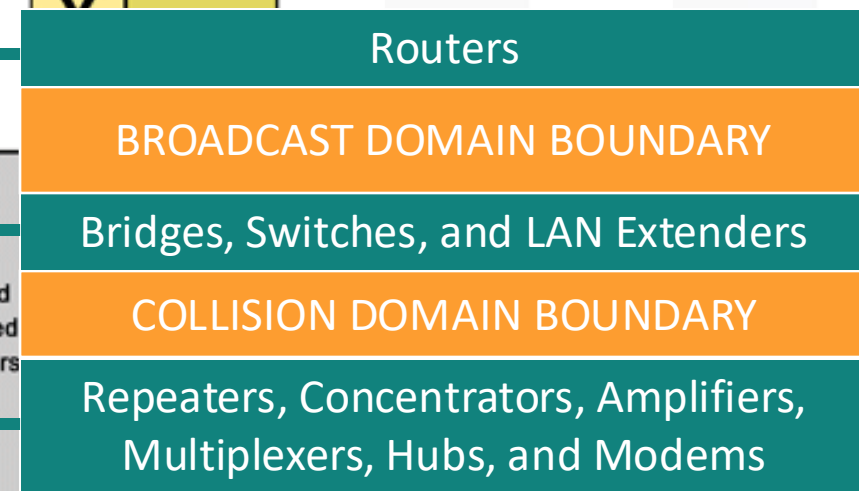 Routers
BROADCAST DOMAIN BOUNDARY
Bridges, Switches, and LAN Extenders
COLLISION DOMAIN BOUNDARY
Repeaters, Concentrators, Amplifiers,
Multiplexers, Hubs, and Modems